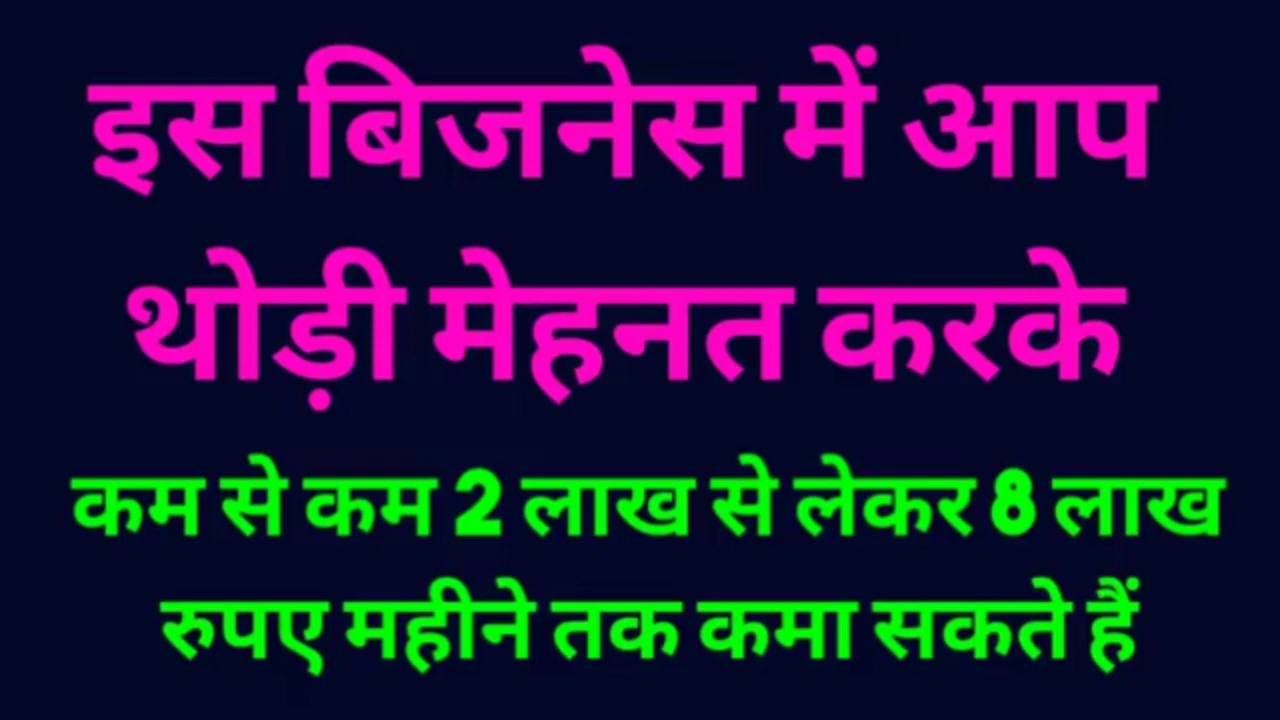 इस बिजनेस में आप
थोड़ी मेहनत करके
कम से कम 2 लाख से लेकर 8 लाख
रुपए महीने तक कमा सकते हैं